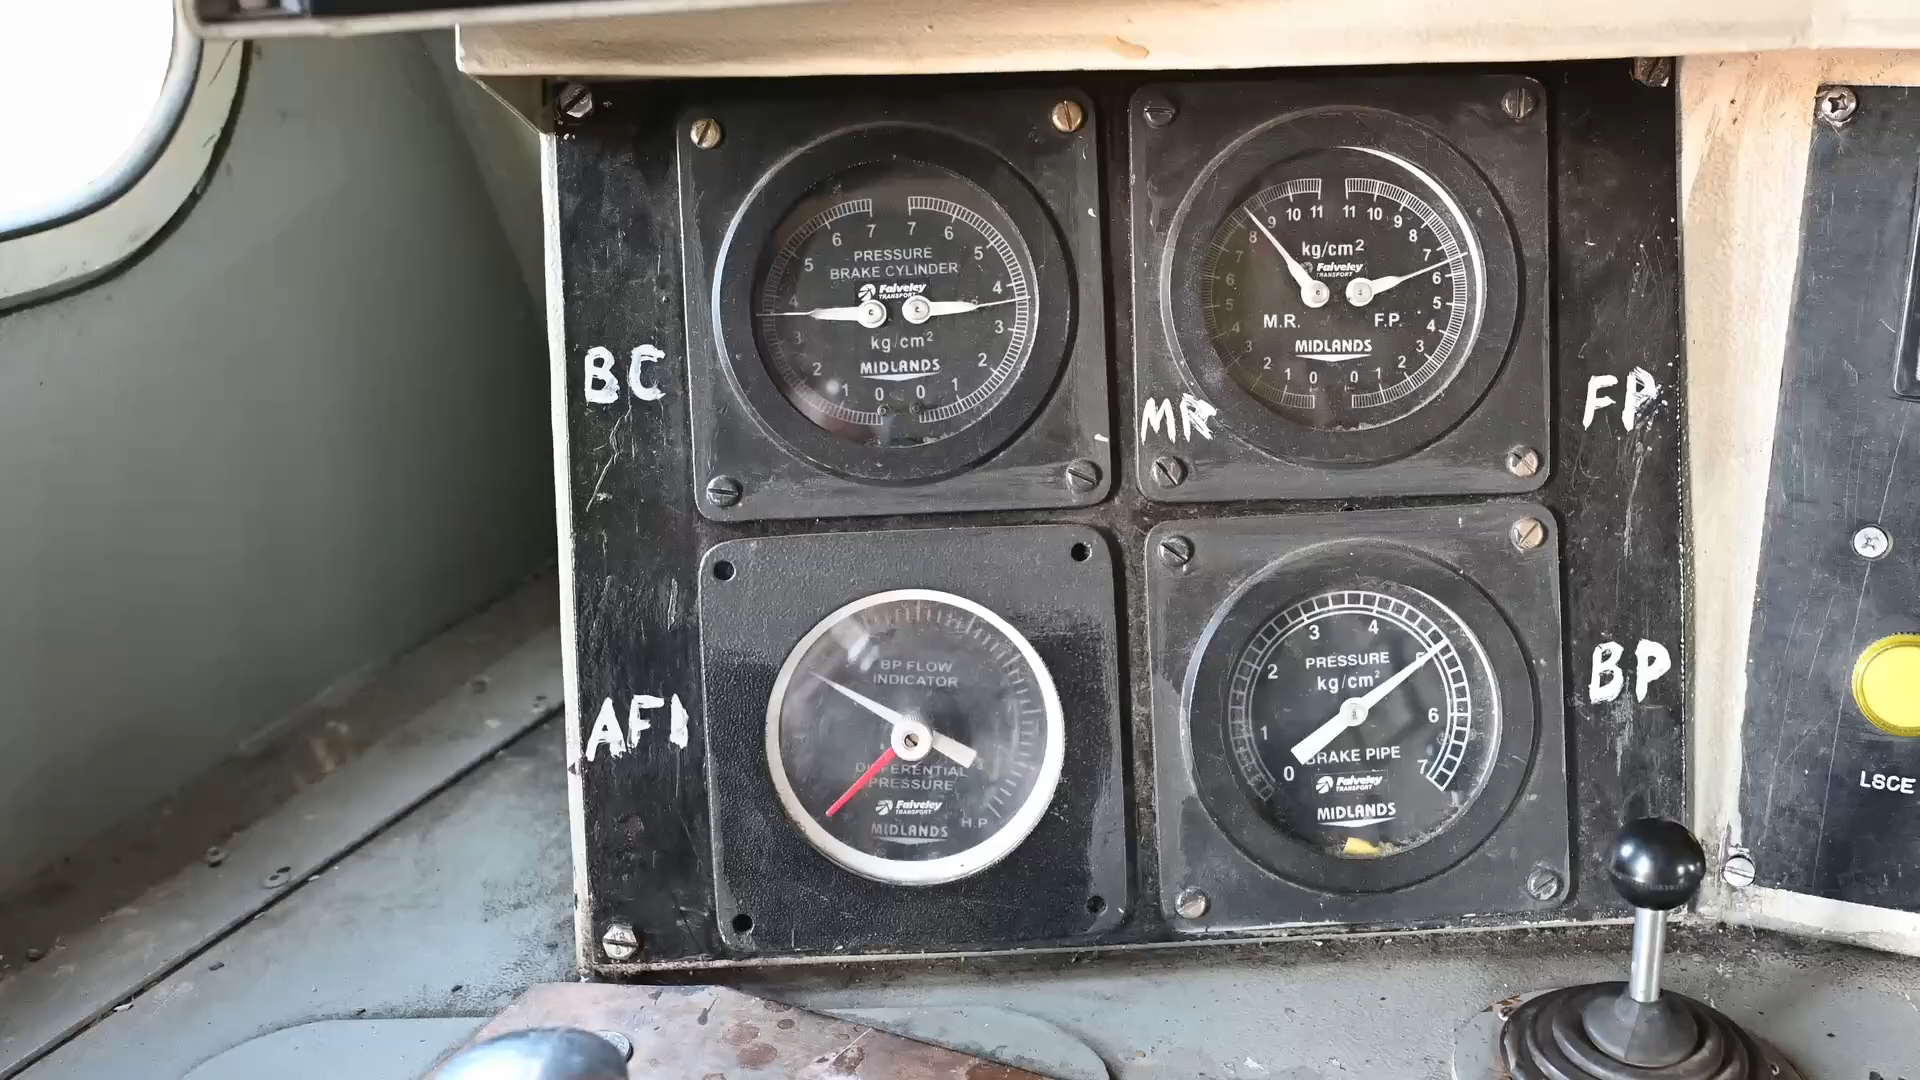 7 7
6 6
5 5
4 4
3 3
2 2
1 1
0 0
PRESSURE
BRAKE CYLINDER
Faiveley
TRANSPORT
kg/cm²
MIDLANDS
11 11
10 10
9 9
8 8
7 7
6 6
5 5
4 4
3 3
2 2
1 1
0 0
kg/cm²
Faiveley
TRANSPORT
M.R. F.P.
MIDLANDS
BC
MR
FP
AFI
BP FLOW
INDICATOR
DIFFERENTIAL
PRESSURE
Faiveley
TRANSPORT
MIDLANDS
H.P
3 4
2 5
1 6
0 7
PRESSURE
kg/cm²
BRAKE PIPE
Faiveley
TRANSPORT
MIDLANDS
BP
LSCE